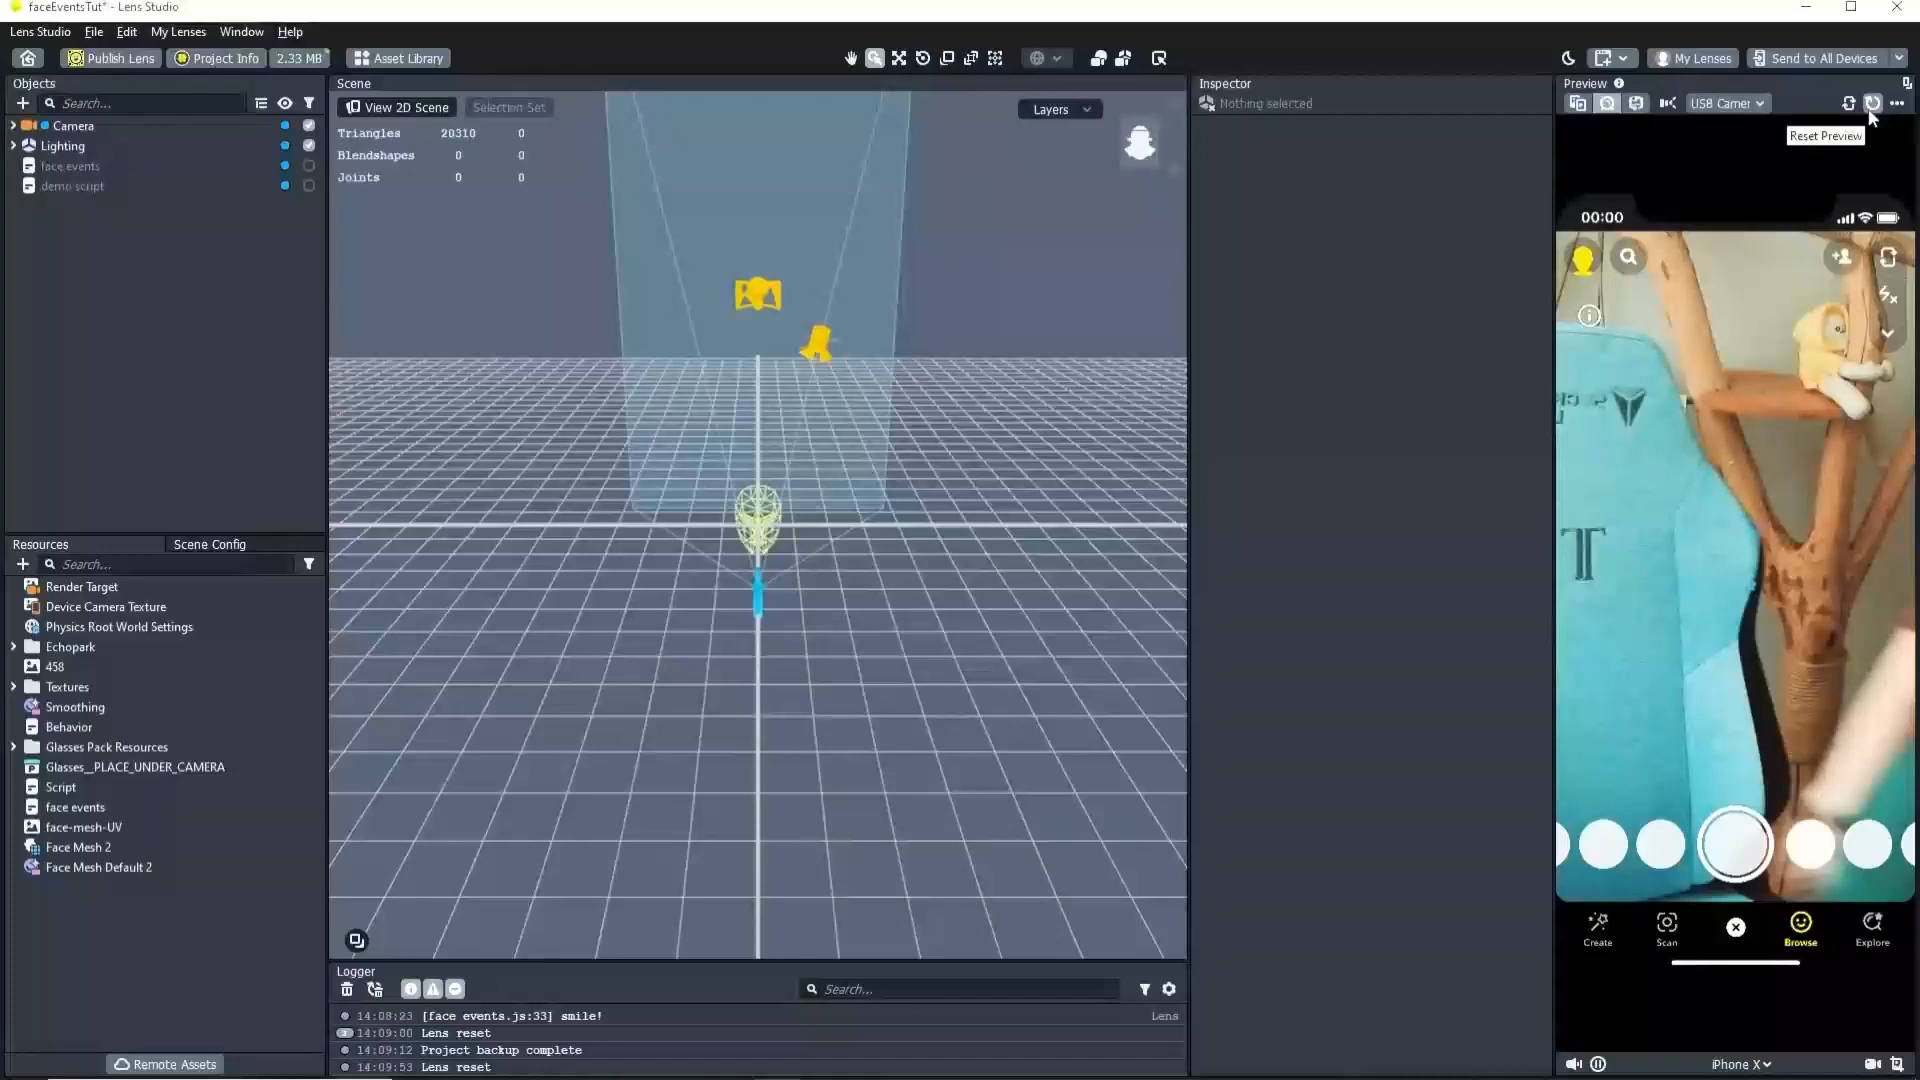 faceEventsTut* - Lens Studio
Lens Studio File Edit My Lenses Window Help
Publish Lens Project Info 2.33 MB Asset Library My Lenses Send to All Devices
Objects
Search...
Camera
Lighting
face events
demo script
Resources Scene Config
Search...
Render Target
Device Camera Texture
Physics Root World Settings
Echopark
458
Textures
Smoothing
Behavior
Glasses Pack Resources
Glasses__PLACE_UNDER_CAMERA
Script
face events
face-mesh-UV
Face Mesh 2
Face Mesh Default 2
Remote Assets
Scene
View 2D Scene Selection Set Layers
Triangles 20310 0
Blendshapes 0 0
Joints 0 0
Logger
Search...
14:08:23 [face events.js:33] smile! Lens
14:09:00 Lens reset
14:09:12 Project backup complete
14:09:53 Lens reset
Inspector
Nothing selected
Preview
USB Camer
Reset Preview
00:00
T
Create Scan Browse Explore
iPhone X